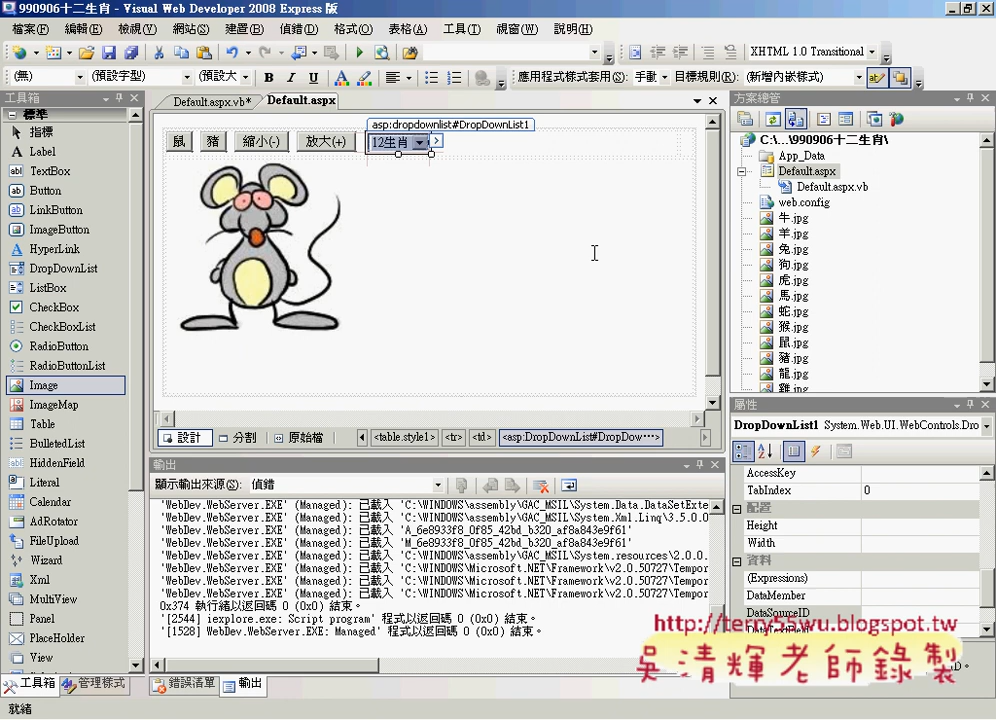 990906十二生肖 - Visual Web Developer 2008 Express 版
檔案(F) 編輯(E) 檢視(V) 網站(S) 建置(B) 偵錯(D) 格式(O) 表格(A) 工具(T) 視窗(W) 說明(H)
XHTML 1.0 Transitional
(無) (預設字型) (預設大 B I U A 應用程式樣式套用(S): 手動 目標規則(R): (新增內嵌樣式)
工具箱
標準
指標
Label
TextBox
Button
LinkButton
ImageButton
HyperLink
DropDownList
ListBox
CheckBox
CheckBoxList
RadioButton
RadioButtonList
Image
ImageMap
Table
BulletedList
HiddenField
Literal
Calendar
AdRotator
FileUpload
Wizard
Xml
MultiView
Panel
PlaceHolder
View
工具箱 管理樣式
Default.aspx.vb* Default.aspx
asp:dropdownlist#DropDownList1
鼠 豬 縮小(-) 放大(+) 12生肖
設計 分割 原始檔 <table.style1> <tr> <td> <asp:DropDownList#DropDow···>
輸出
顯示輸出來源(S): 偵錯
'WebDev.WebServer.EXE' (Managed): 已載入 'C:\WINDOWS\assembly\GAC_MSIL\System.Data.DataSetExte
'WebDev.WebServer.EXE' (Managed): 已載入 'C:\WINDOWS\assembly\GAC_MSIL\System.Xml.Linq\3.5.0.0
'WebDev.WebServer.EXE' (Managed): 已載入 'A_6e8933f8_0f85_42bd_b320_af8a843e9f61'
'WebDev.WebServer.EXE' (Managed): 已載入 'M_6e8933f8_0f85_42bd_b320_af8a843e9f61'
'WebDev.WebServer.EXE' (Managed): 已載入 'C:\WINDOWS\assembly\GAC_MSIL\System.resources\2.0.0.
'WebDev.WebServer.EXE' (Managed): 已載入 'C:\WINDOWS\Microsoft.NET\Framework\v2.0.50727\Tempor
'WebDev.WebServer.EXE' (Managed): 已載入 'C:\WINDOWS\Microsoft.NET\Framework\v2.0.50727\Tempor
'WebDev.WebServer.EXE' (Managed): 已載入 'C:\WINDOWS\Microsoft.NET\Framework\v2.0.50727\Tempor
0x374 執行緒以返回碼 0 (0x0) 結束。
'[2544] iexplore.exe: Script program' 程式以返回碼 0 (0x0) 結束。
'[1528] WebDev.WebServer.EXE: Managed' 程式以返回碼 0 (0x0) 結束。
錯誤清單 輸出
方案總管
C:\...\990906十二生肖\
App_Data
Default.aspx
Default.aspx.vb
web.config
牛.jpg
羊.jpg
兔.jpg
狗.jpg
虎.jpg
馬.jpg
蛇.jpg
猴.jpg
鼠.jpg
豬.jpg
龍.jpg
雞.jpg
屬性
DropDownList1 System.Web.UI.WebControls.Dro
AccessKey
TabIndex 0
配置
Height
Width
資料
(Expressions)
DataMember
DataSourceID
http://terry55wu.blogspot.tw
吳清輝老師錄製
就緒